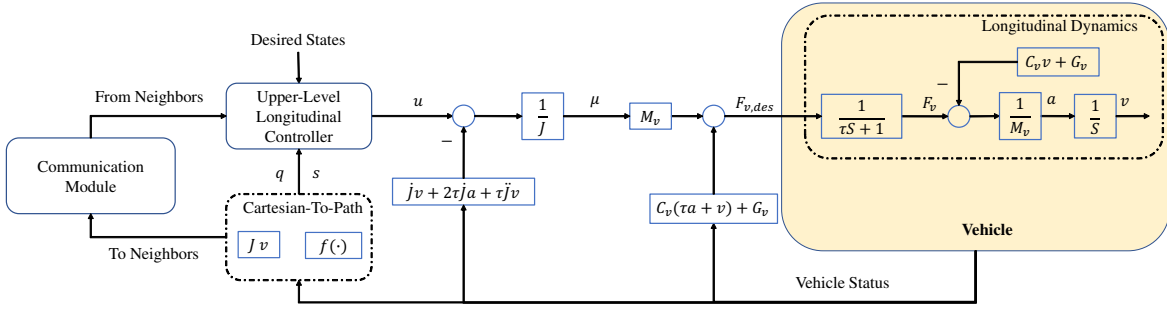 Desired States
From Neighbors
Upper-Level
Longitudinal
Controller
Communication
Module
To Neighbors
q s
Cartesian-To-Path
J v
f(·)
u
−
1
J
μ
M_v
F_{v,des}
J̇v + 2τJ̇a + τJ̈v
C_v(τa + v) + G_v
Longitudinal Dynamics
C_v v + G_v
−
1
τS + 1
F_v
1
M_v
a
1
S
v
Vehicle
Vehicle Status